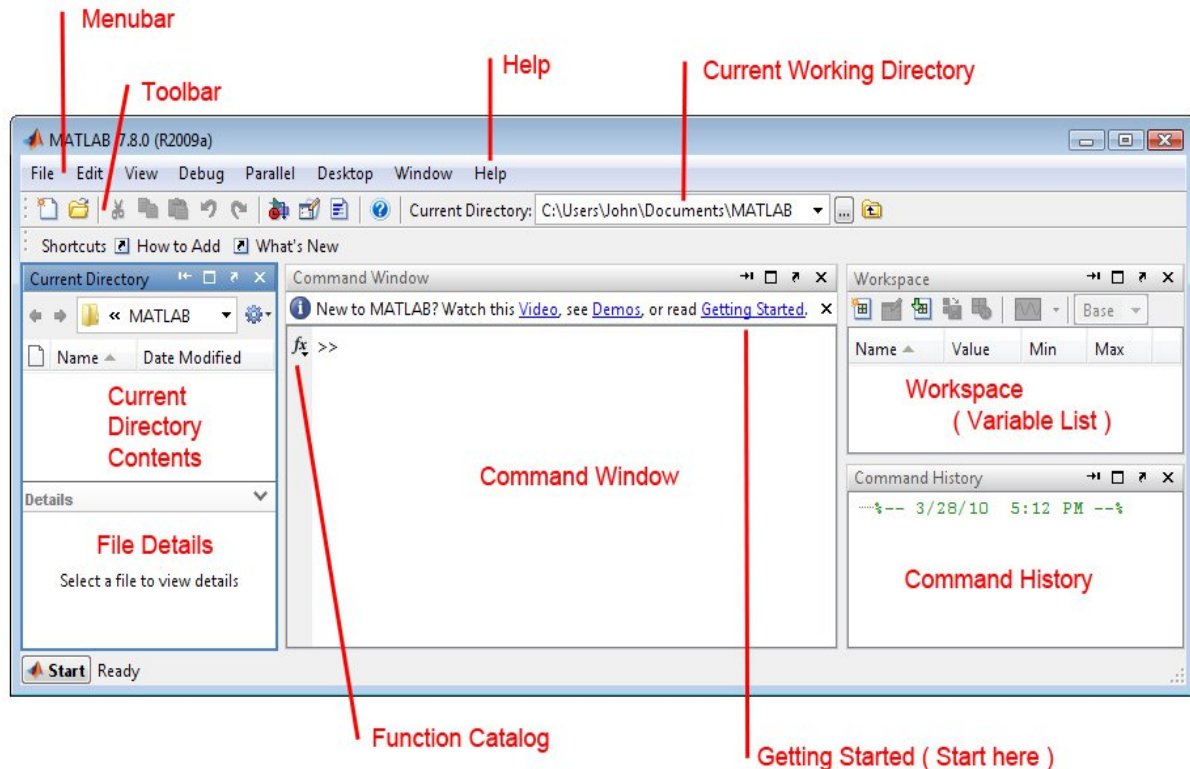 Menubar
Help
Current Working Directory
Toolbar
MATLAB 7.8.0 (R2009a)
File Edit View Debug Parallel Desktop Window Help
Current Directory: C:\Users\John\Documents\MATLAB ...
Shortcuts How to Add What's New
Current Directory
« MATLAB
Name Date Modified
Current
Directory
Contents
Details
File Details
Select a file to view details
Command Window
New to MATLAB? Watch this Video, see Demos, or read Getting Started.
fx >>
Command Window
Workspace
Base
Name Value Min Max
Workspace
( Variable List )
Command History
%-- 3/28/10 5:12 PM --%
Command History
Start Ready
Function Catalog
Getting Started ( Start here )